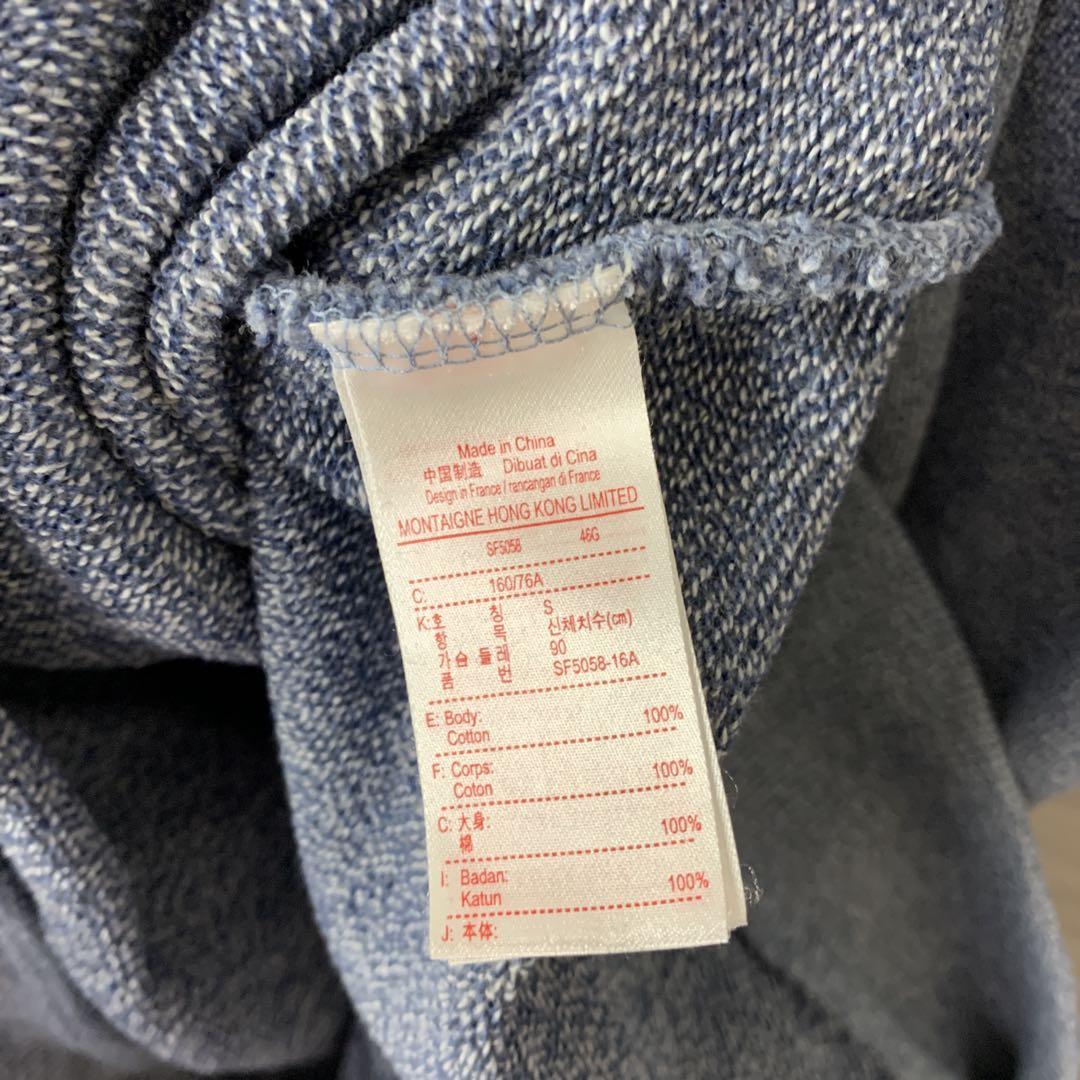 Made in China
中国制造 Dibuat di Cina
Design in France / rancangan di France
MONTAIGNE HONG KONG LIMITED
SF5058 46G
C: 160/76A
K: 호 칭 S
항 목 신체치수(cm)
가슴 둘레 90
품 번 SF5058-16A
E: Body: 100%
Cotton
F: Corps: 100%
Coton
C: 大身: 100%
棉
I: Badan: 100%
Katun
J: 本体: